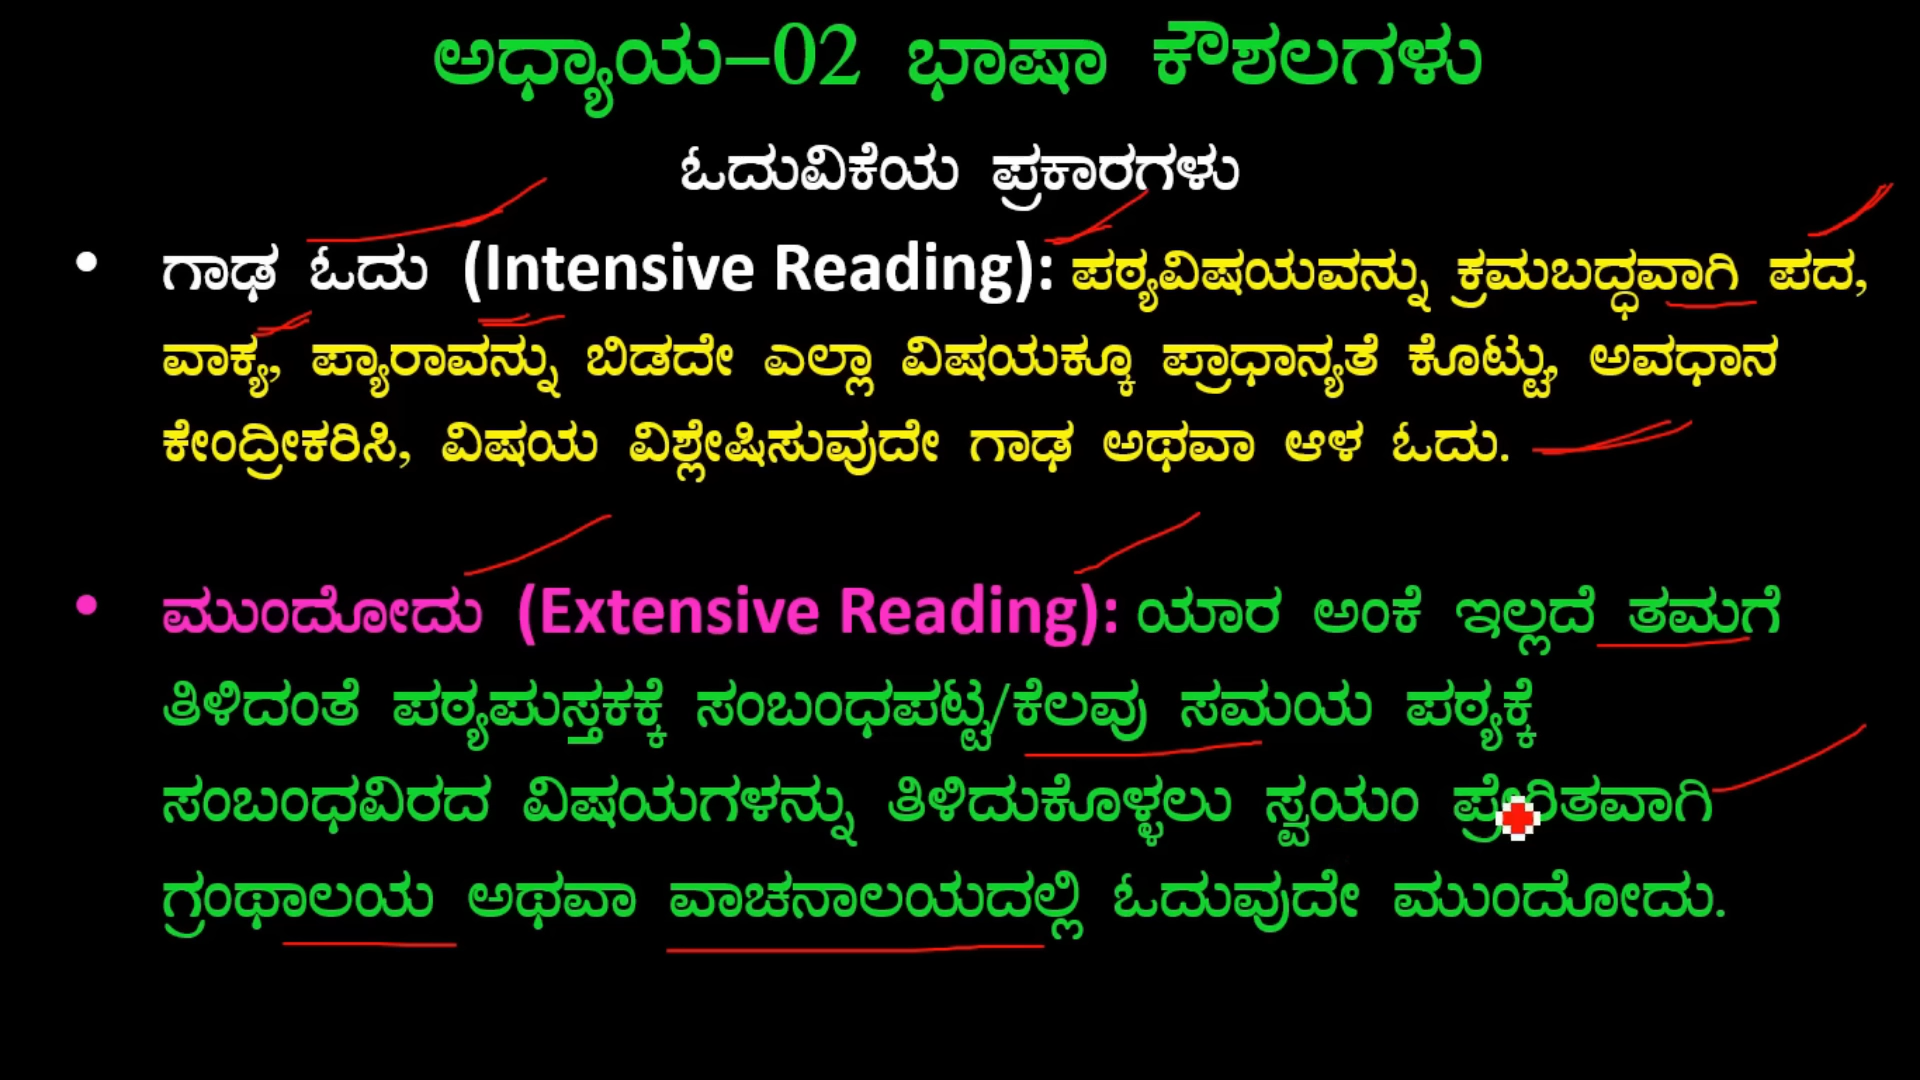 ಅಧ್ಯಾಯ–02 ಭಾಷಾ ಕೌಶಲಗಳು
ಓದುವಿಕೆಯ ಪ್ರಕಾರಗಳು
• ಗಾಢ ಓದು (Intensive Reading): ಪಠ್ಯವಿಷಯವನ್ನು ಕ್ರಮಬದ್ಧವಾಗಿ ಪದ,
ವಾಕ್ಯ, ಪ್ಯಾರಾವನ್ನು ಬಿಡದೇ ಎಲ್ಲಾ ವಿಷಯಕ್ಕೂ ಪ್ರಾಧಾನ್ಯತೆ ಕೊಟ್ಟು, ಅವಧಾನ
ಕೇಂದ್ರೀಕರಿಸಿ, ವಿಷಯ ವಿಶ್ಲೇಷಿಸುವುದೇ ಗಾಢ ಅಥವಾ ಆಳ ಓದು.
• ಮುಂದೋದು (Extensive Reading): ಯಾರ ಅಂಕೆ ಇಲ್ಲದೆ ತಮಗೆ
ತಿಳಿದಂತೆ ಪಠ್ಯಪುಸ್ತಕಕ್ಕೆ ಸಂಬಂಧಪಟ್ಟ/ಕೆಲವು ಸಮಯ ಪಠ್ಯಕ್ಕೆ
ಸಂಬಂಧವಿರದ ವಿಷಯಗಳನ್ನು ತಿಳಿದುಕೊಳ್ಳಲು ಸ್ವಯಂ ಪ್ರೇರಿತವಾಗಿ
ಗ್ರಂಥಾಲಯ ಅಥವಾ ವಾಚನಾಲಯದಲ್ಲಿ ಓದುವುದೇ ಮುಂದೋದು.